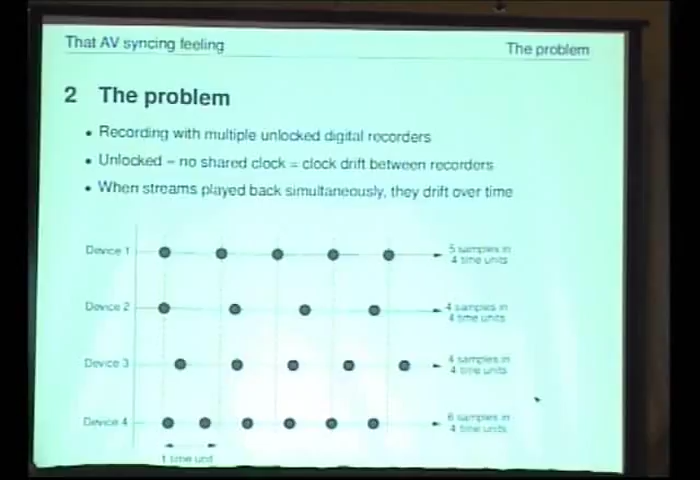 That AV syncing feeling
The problem
2 The problem
• Recording with multiple unlocked digital recorders
• Unlocked – no shared clock = clock drift between recorders
• When streams played back simultaneously, they drift over time
Device 1
5 samples in
4 time units
Device 2
4 samples in
4 time units
Device 3
4 samples in
4 time units
Device 4
6 samples in
4 time units
1 time unit